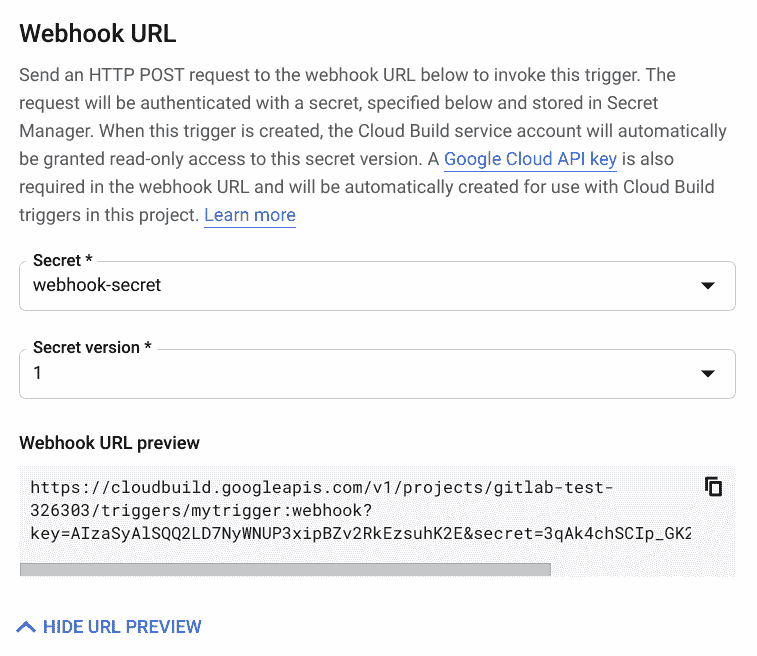 Webhook URL
Send an HTTP POST request to the webhook URL below to invoke this trigger. The
request will be authenticated with a secret, specified below and stored in Secret
Manager. When this trigger is created, the Cloud Build service account will automatically
be granted read-only access to this secret version. A Google Cloud API key is also
required in the webhook URL and will be automatically created for use with Cloud Build
triggers in this project. Learn more
Secret *
webhook-secret
Secret version *
1
Webhook URL preview
https://cloudbuild.googleapis.com/v1/projects/gitlab-test-
326303/triggers/mytrigger:webhook?
key=AIzaSyAlSQQ2LD7NyWNUP3xipBZv2RkEzsuhK2E&secret=3qAk4chSCIp_GK2
HIDE URL PREVIEW